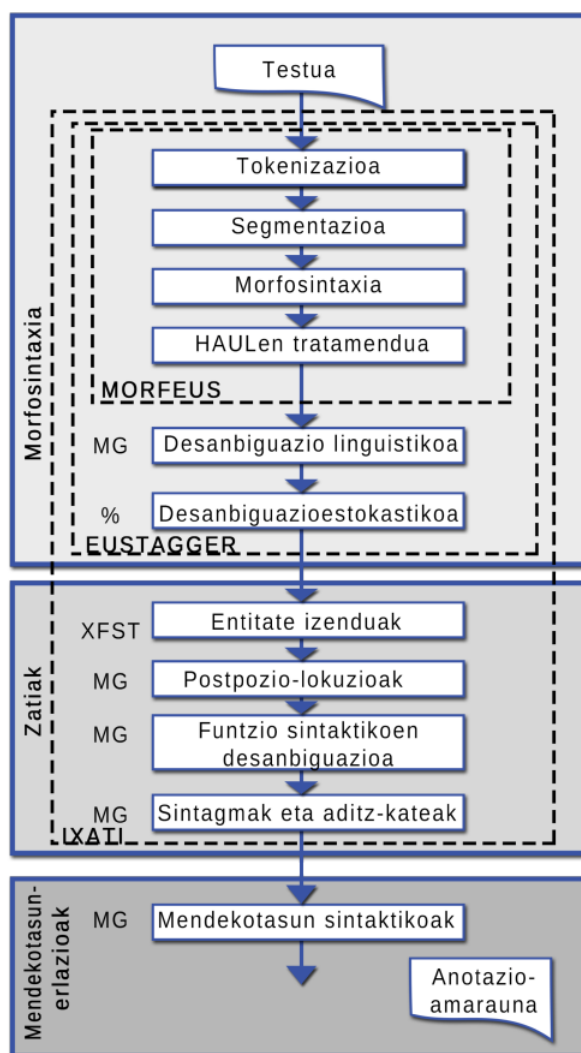 Testua
Tokenizazioa
Segmentazioa
Morfosintaxia
HAULen tratamendua
MORFEUS
MG
Desanbiguazio linguistikoa
%
Desanbiguazioestokastikoa
EUSTAGGER
Morfosintaxia
XFST
Entitate izenduak
MG
Postpozio-lokuzioak
MG
Funtzio sintaktikoen
desanbiguazioa
MG
Sintagmak eta aditz-kateak
IXATI
Zatiak
MG
Mendekotasun sintaktikoak
Mendekotasun-
erlazioak
Anotazio-
amarauna